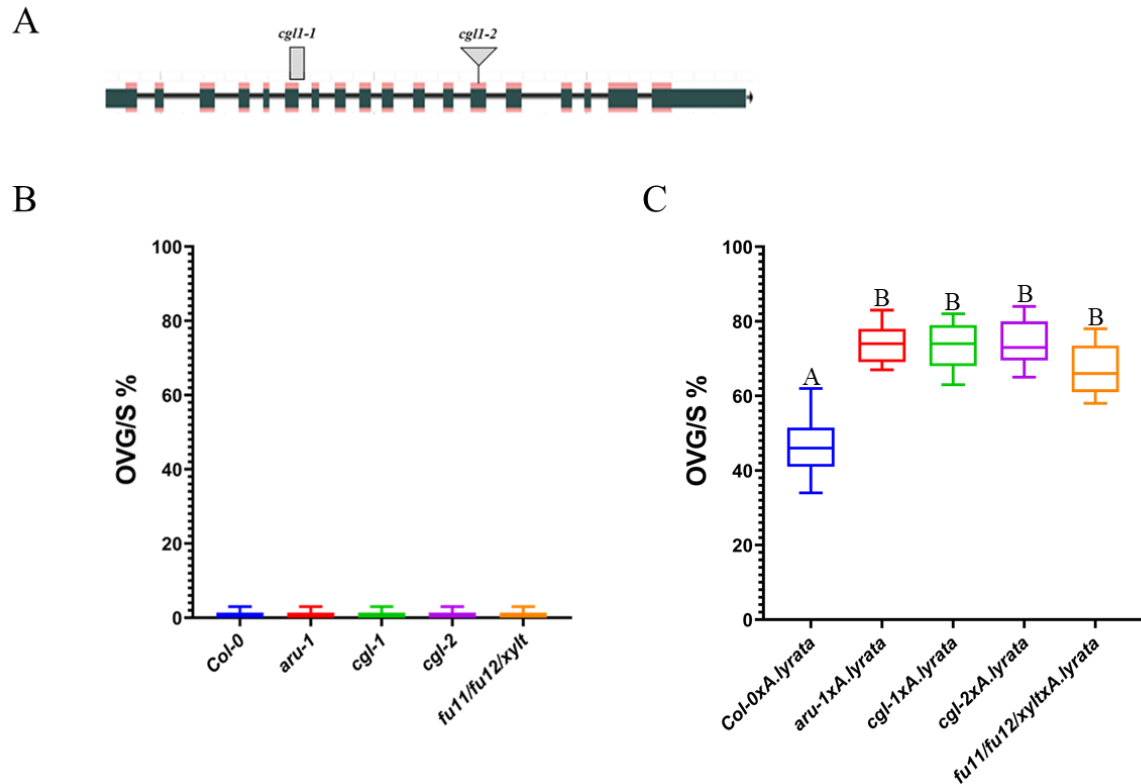 A
cgl1-1
cgl1-2
B
C
OVG/S %
100
80
60
40
20
0
Col-0
aru-1
cgl-1
cgl-2
fu11/fu12/xylt
OVG/S %
100
80
60
40
20
0
A
B
B
B
B
Col-0xA.lyrata
aru-1xA.lyrata
cgl-1xA.lyrata
cgl-2xA.lyrata
fu11/fu12/xyltxA.lyrata